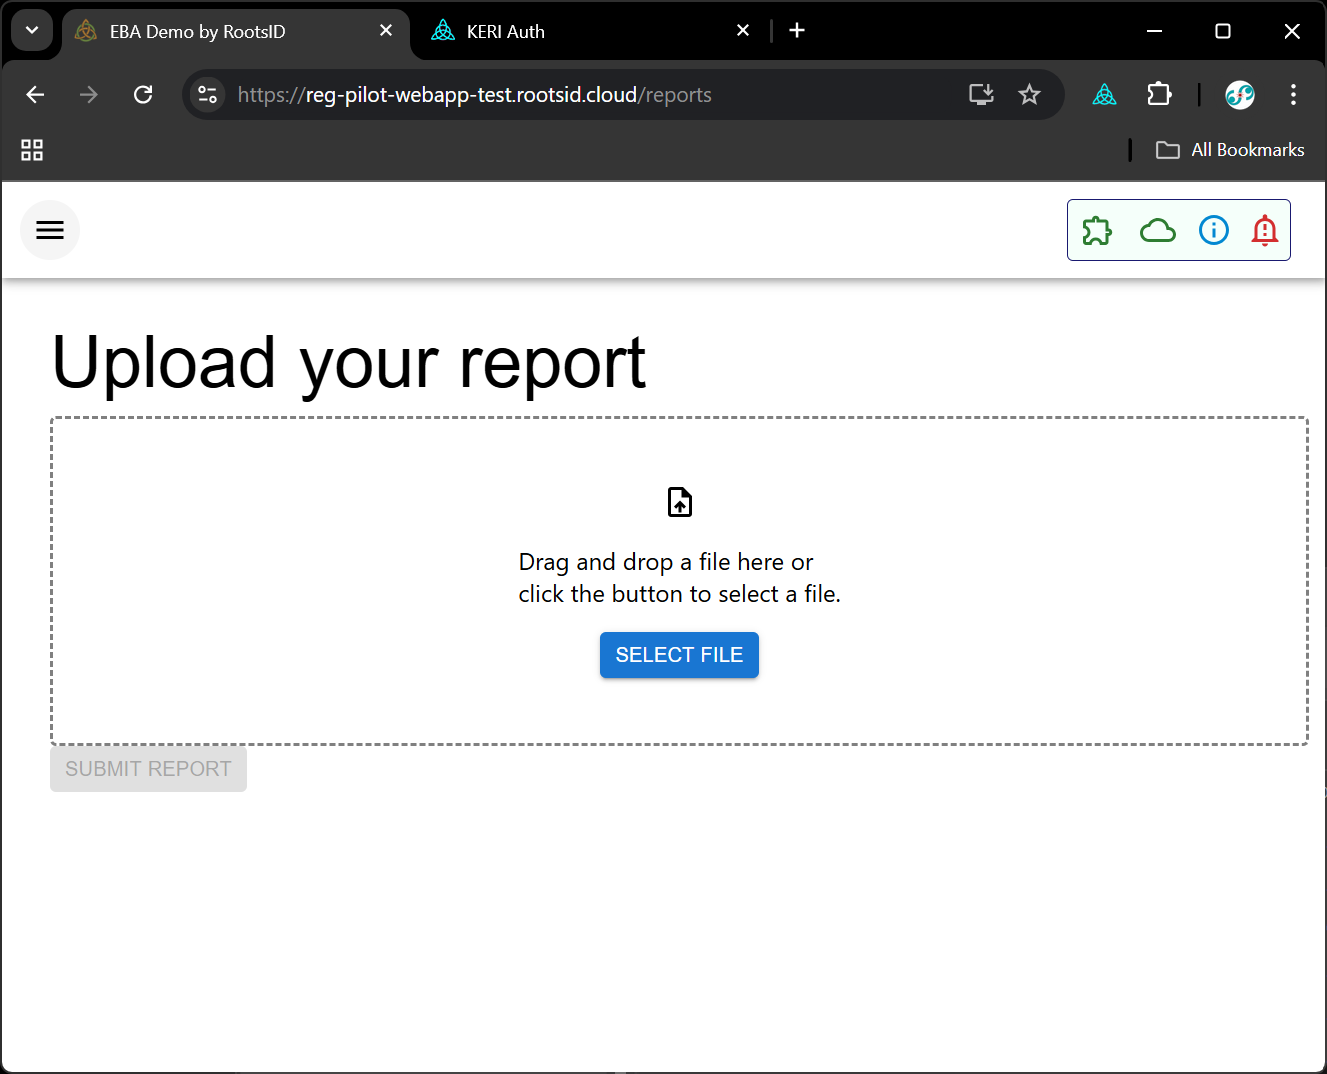 EBA Demo by RootsID
KERI Auth
https://reg-pilot-webapp-test.rootsid.cloud/reports
All Bookmarks
Upload your report
Drag and drop a file here or
click the button to select a file.
SELECT FILE
SUBMIT REPORT